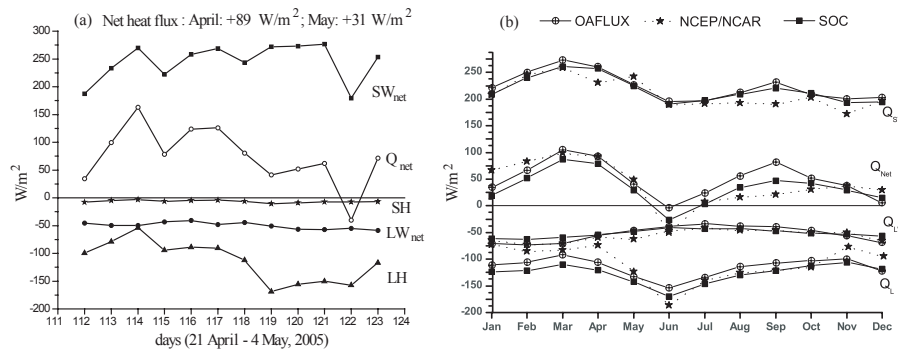 (a) Net heat flux : April: +89 W/m²; May: +31 W/m²
300
250
200
150
100
50
0
-50
-100
-150
-200
W/m²
SWnet
Qnet
SH
LWnet
LH
111 112 113 114 115 116 117 118 119 120 121 122 123 124
days (21 April - 4 May, 2005)
(b) OAFLUX NCEP/NCAR SOC
250
200
150
100
50
0
-50
-100
-150
-200
W/m²
QS
QNet
QL
QL
Jan Feb Mar Apr May Jun Jul Aug Sep Oct Nov Dec